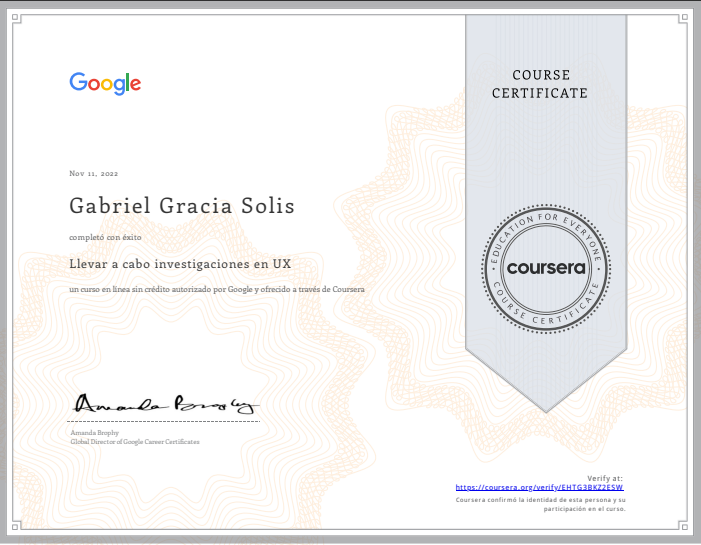 Google
COURSE
CERTIFICATE
Nov 11, 2022
Gabriel Gracia Solis
completó con éxito
Llevar a cabo investigaciones en UX
un curso en línea sin crédito autorizado por Google y ofrecido a través de Coursera
EDUCATION FOR EVERYONE
coursera
COURSE CERTIFICATE
Amanda Brophy
Amanda Brophy
Global Director of Google Career Certificates
Verify at:
https://coursera.org/verify/EHTG3BKZ2ESW
Coursera confirmó la identidad de esta persona y su
participación en el curso.